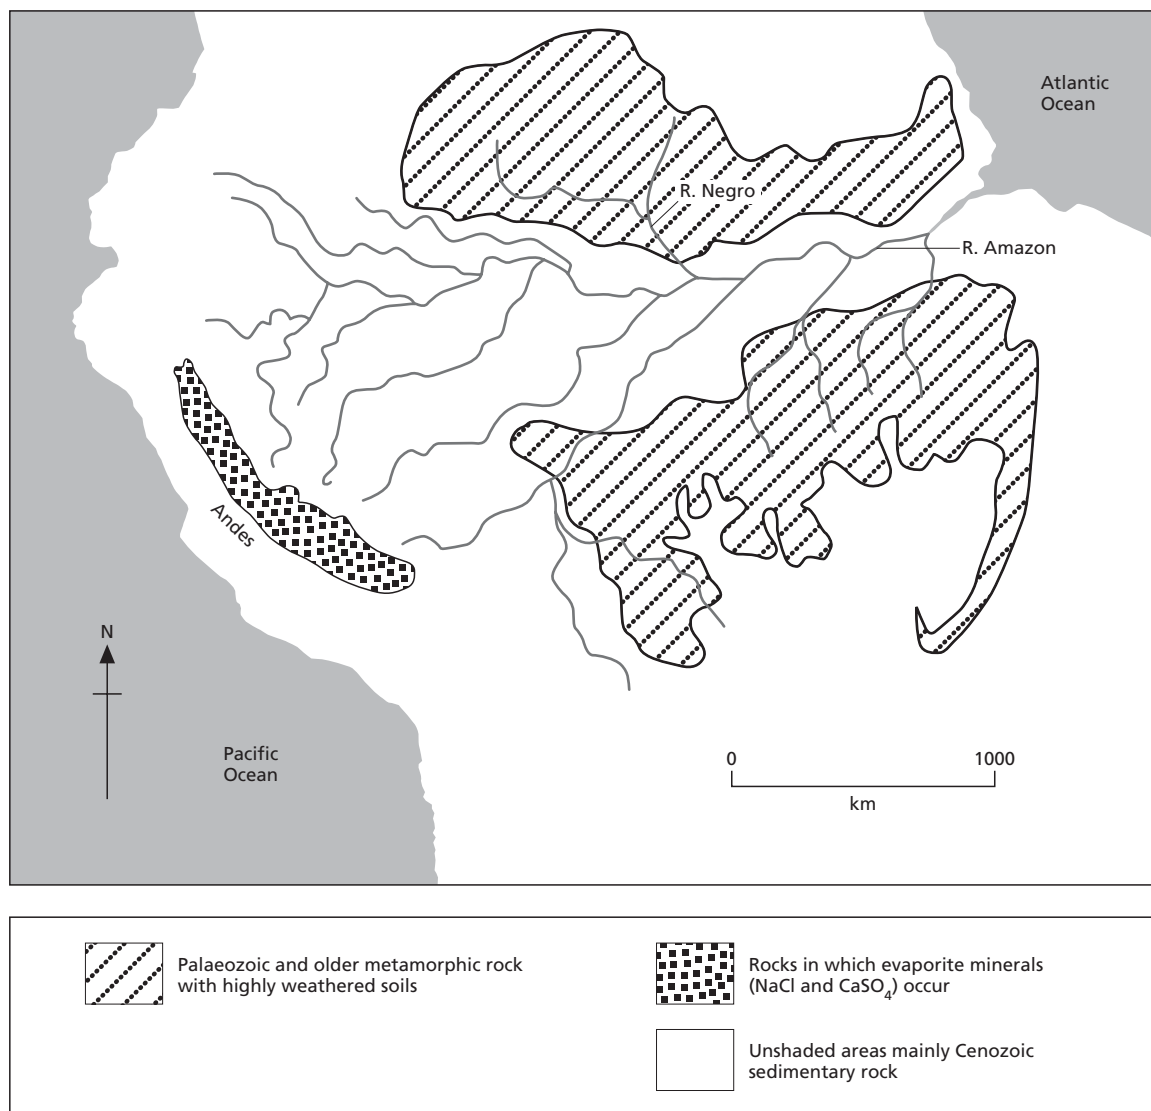 Atlantic
Ocean
R. Negro
R. Amazon
Andes
N
Pacific
Ocean
0 1000
km
Palaeozoic and older metamorphic rock
with highly weathered soils
Rocks in which evaporite minerals
(NaCl and CaSO₄) occur
Unshaded areas mainly Cenozoic
sedimentary rock